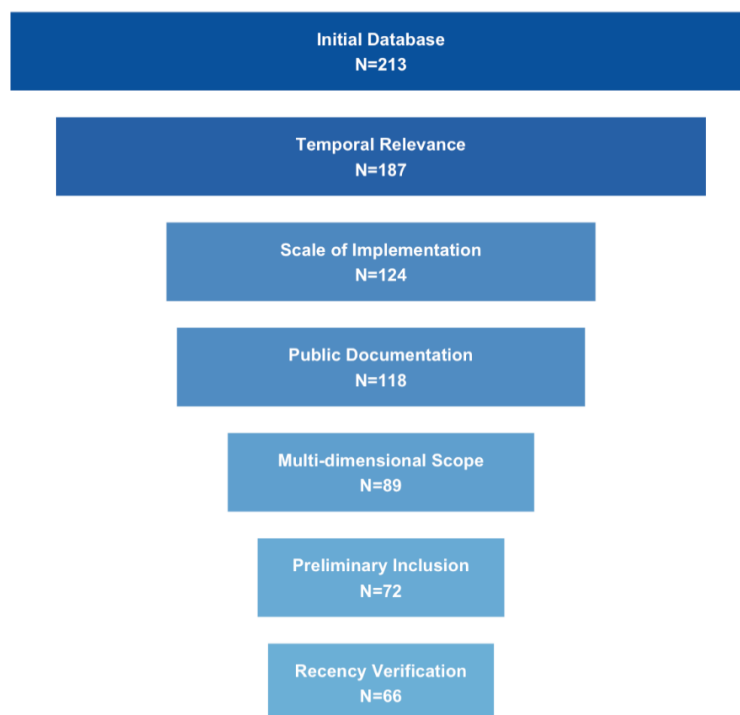 Initial Database
N=213
Temporal Relevance
N=187
Scale of Implementation
N=124
Public Documentation
N=118
Multi-dimensional Scope
N=89
Preliminary Inclusion
N=72
Recency Verification
N=66